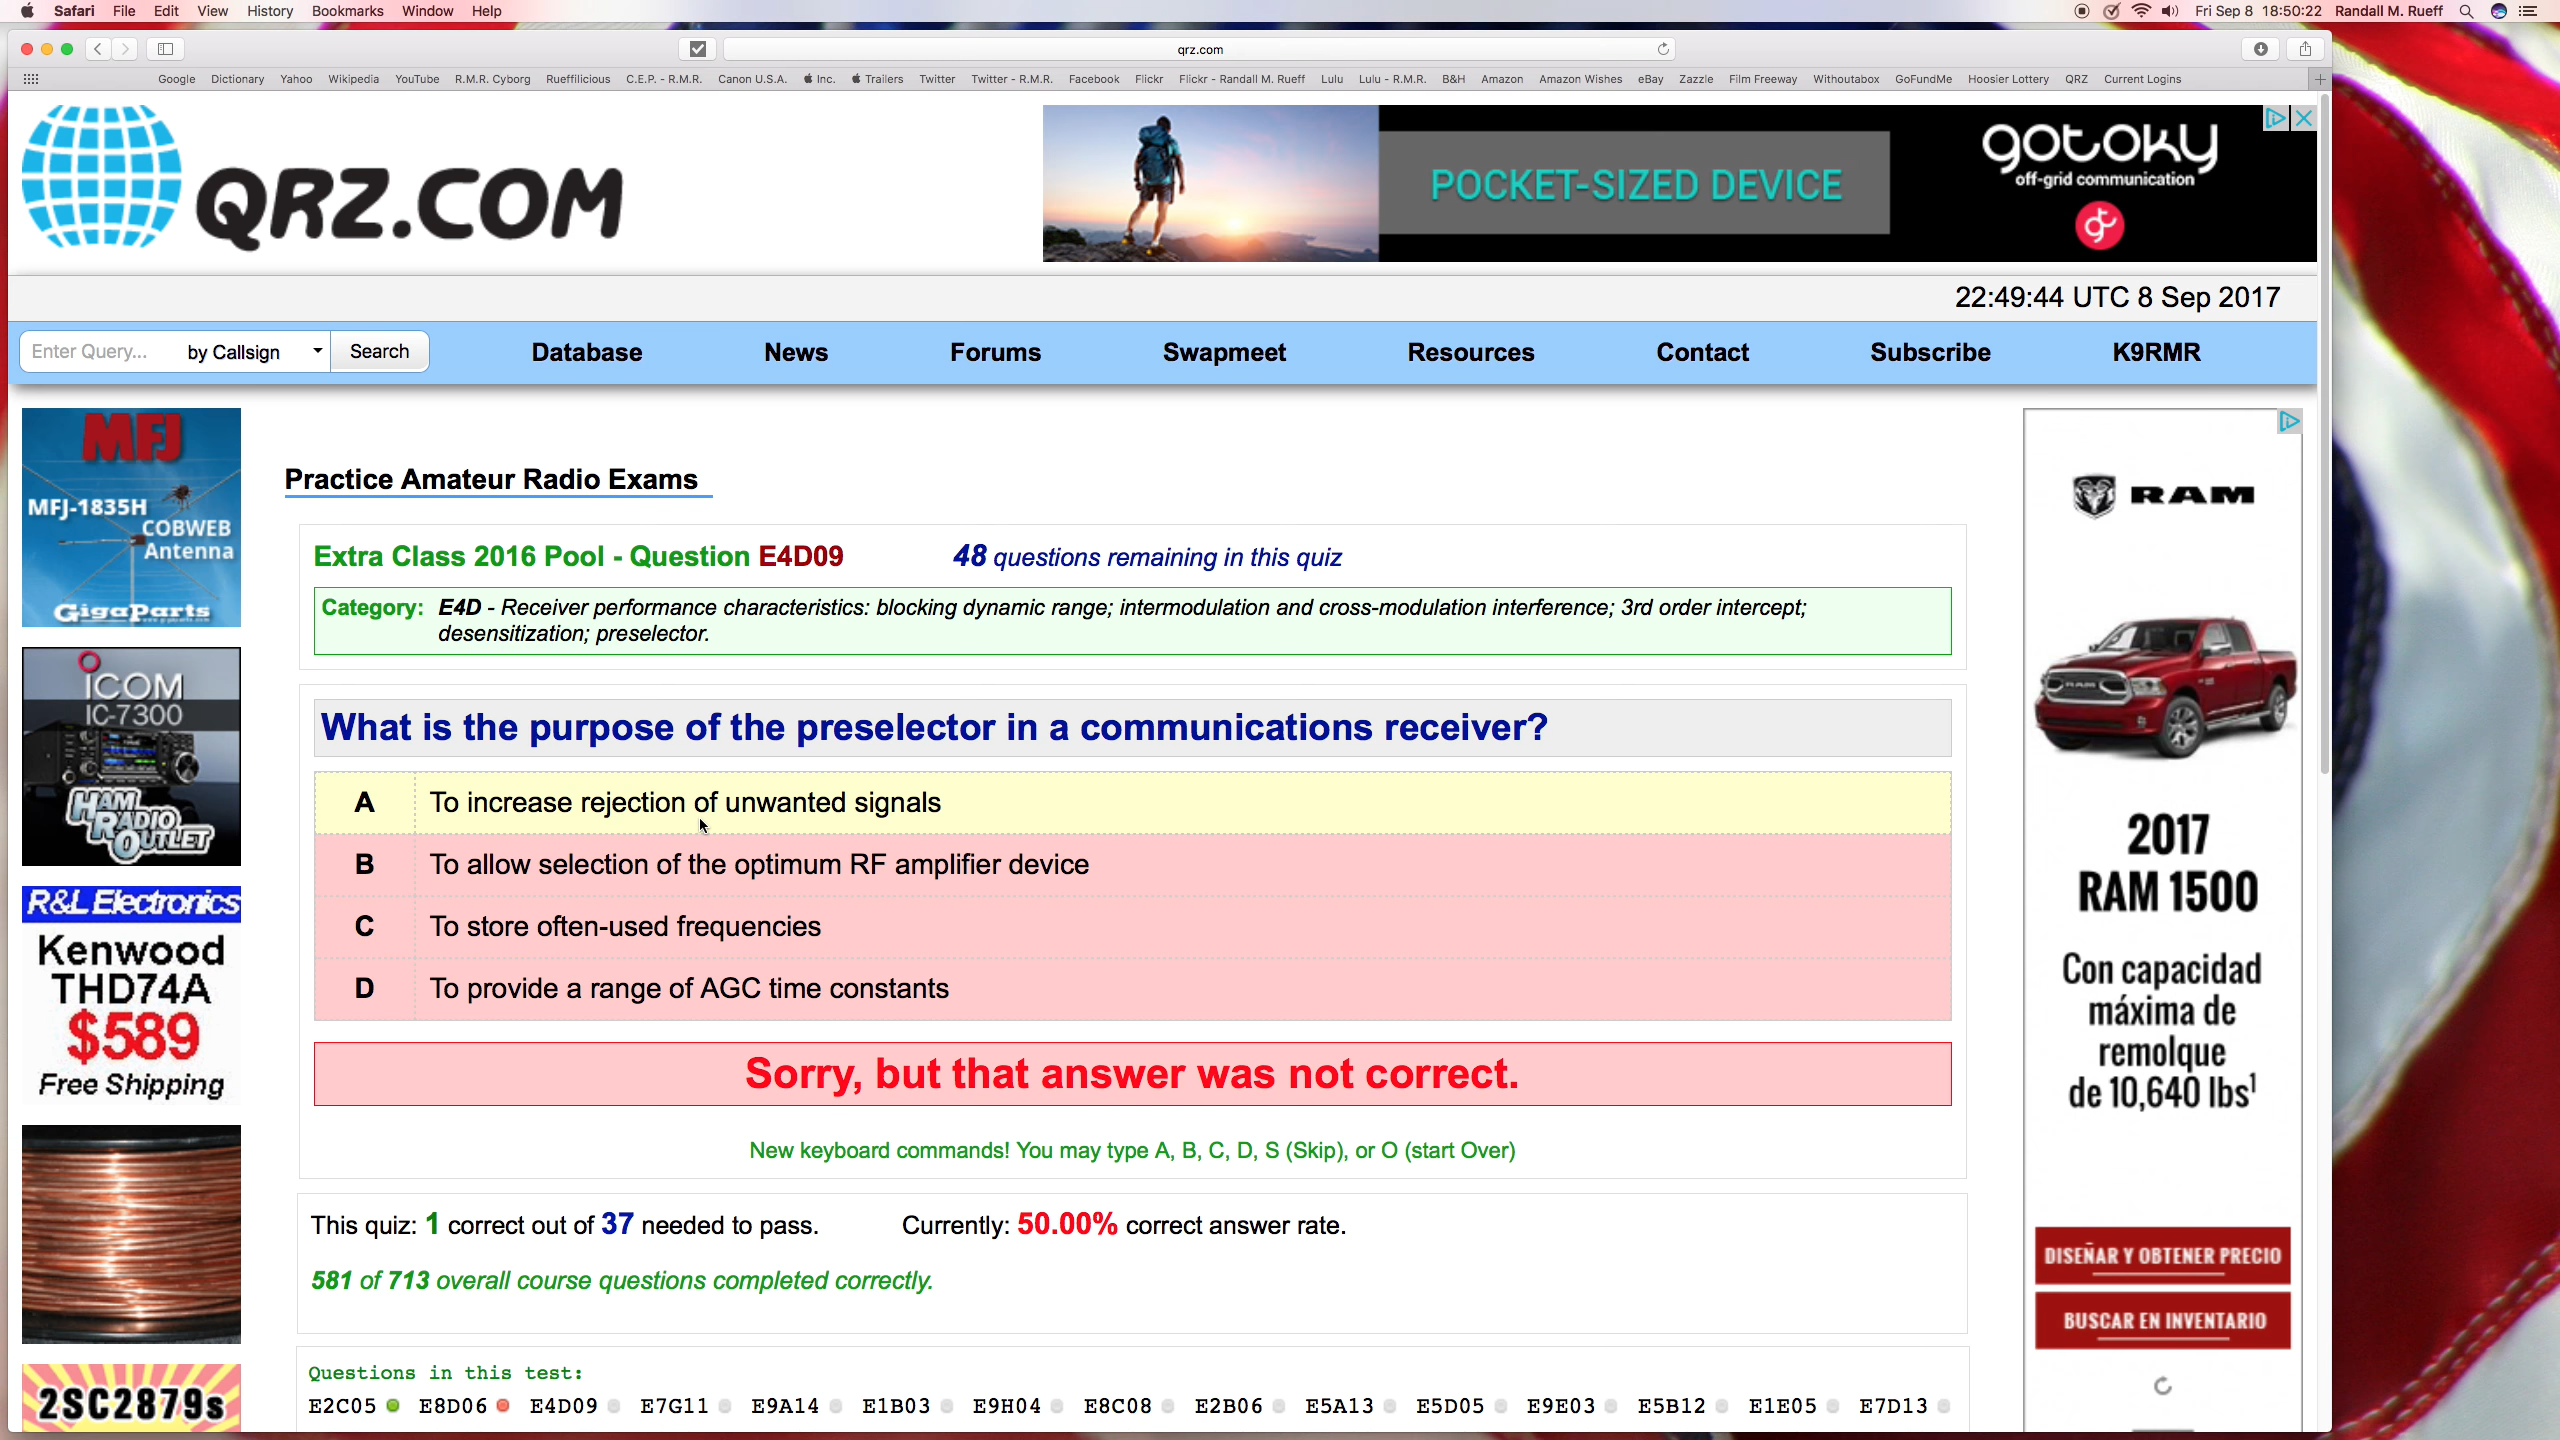 Safari File Edit View History Bookmarks Window Help
Fri Sep 8 18:50:22 Randall M. Rueff
qrz.com
Google Dictionary Yahoo Wikipedia YouTube R.M.R. Cyborg Rueffilicious C.E.P. - R.M.R. Canon U.S.A. Inc. Trailers Twitter Twitter - R.M.R. Facebook Flickr Flickr - Randall M. Rueff Lulu Lulu - R.M.R. B&H Amazon Amazon Wishes eBay Zazzle Film Freeway Withoutabox GoFundMe Hoosier Lottery QRZ Current Logins
QRZ.COM
POCKET-SIZED DEVICE
gotoky
off-grid communication
gt
22:49:44 UTC 8 Sep 2017
Enter Query... by Callsign Search
Database News Forums Swapmeet Resources Contact Subscribe K9RMR
MFJ
MFJ-1835H
COBWEB
Antenna
GigaParts
ICOM
IC-7300
HAM
RADIO
OUTLET
R&L Electronics
Kenwood
THD74A
$589
Free Shipping
2SC2879s
Practice Amateur Radio Exams
Extra Class 2016 Pool - Question E4D09
48 questions remaining in this quiz
Category: E4D - Receiver performance characteristics: blocking dynamic range; intermodulation and cross-modulation interference; 3rd order intercept;
desensitization; preselector.
What is the purpose of the preselector in a communications receiver?
A To increase rejection of unwanted signals
B To allow selection of the optimum RF amplifier device
C To store often-used frequencies
D To provide a range of AGC time constants
Sorry, but that answer was not correct.
New keyboard commands! You may type A, B, C, D, S (Skip), or O (start Over)
This quiz: 1 correct out of 37 needed to pass. Currently: 50.00% correct answer rate.
581 of 713 overall course questions completed correctly.
Questions in this test:
E2C05 E8D06 E4D09 E7G11 E9A14 E1B03 E9H04 E8C08 E2B06 E5A13 E5D05 E9E03 E5B12 E1E05 E7D13
RAM
2017
RAM 1500
Con capacidad
máxima de
remolque
de 10,640 lbs1
DISEÑAR Y OBTENER PRECIO
BUSCAR EN INVENTARIO